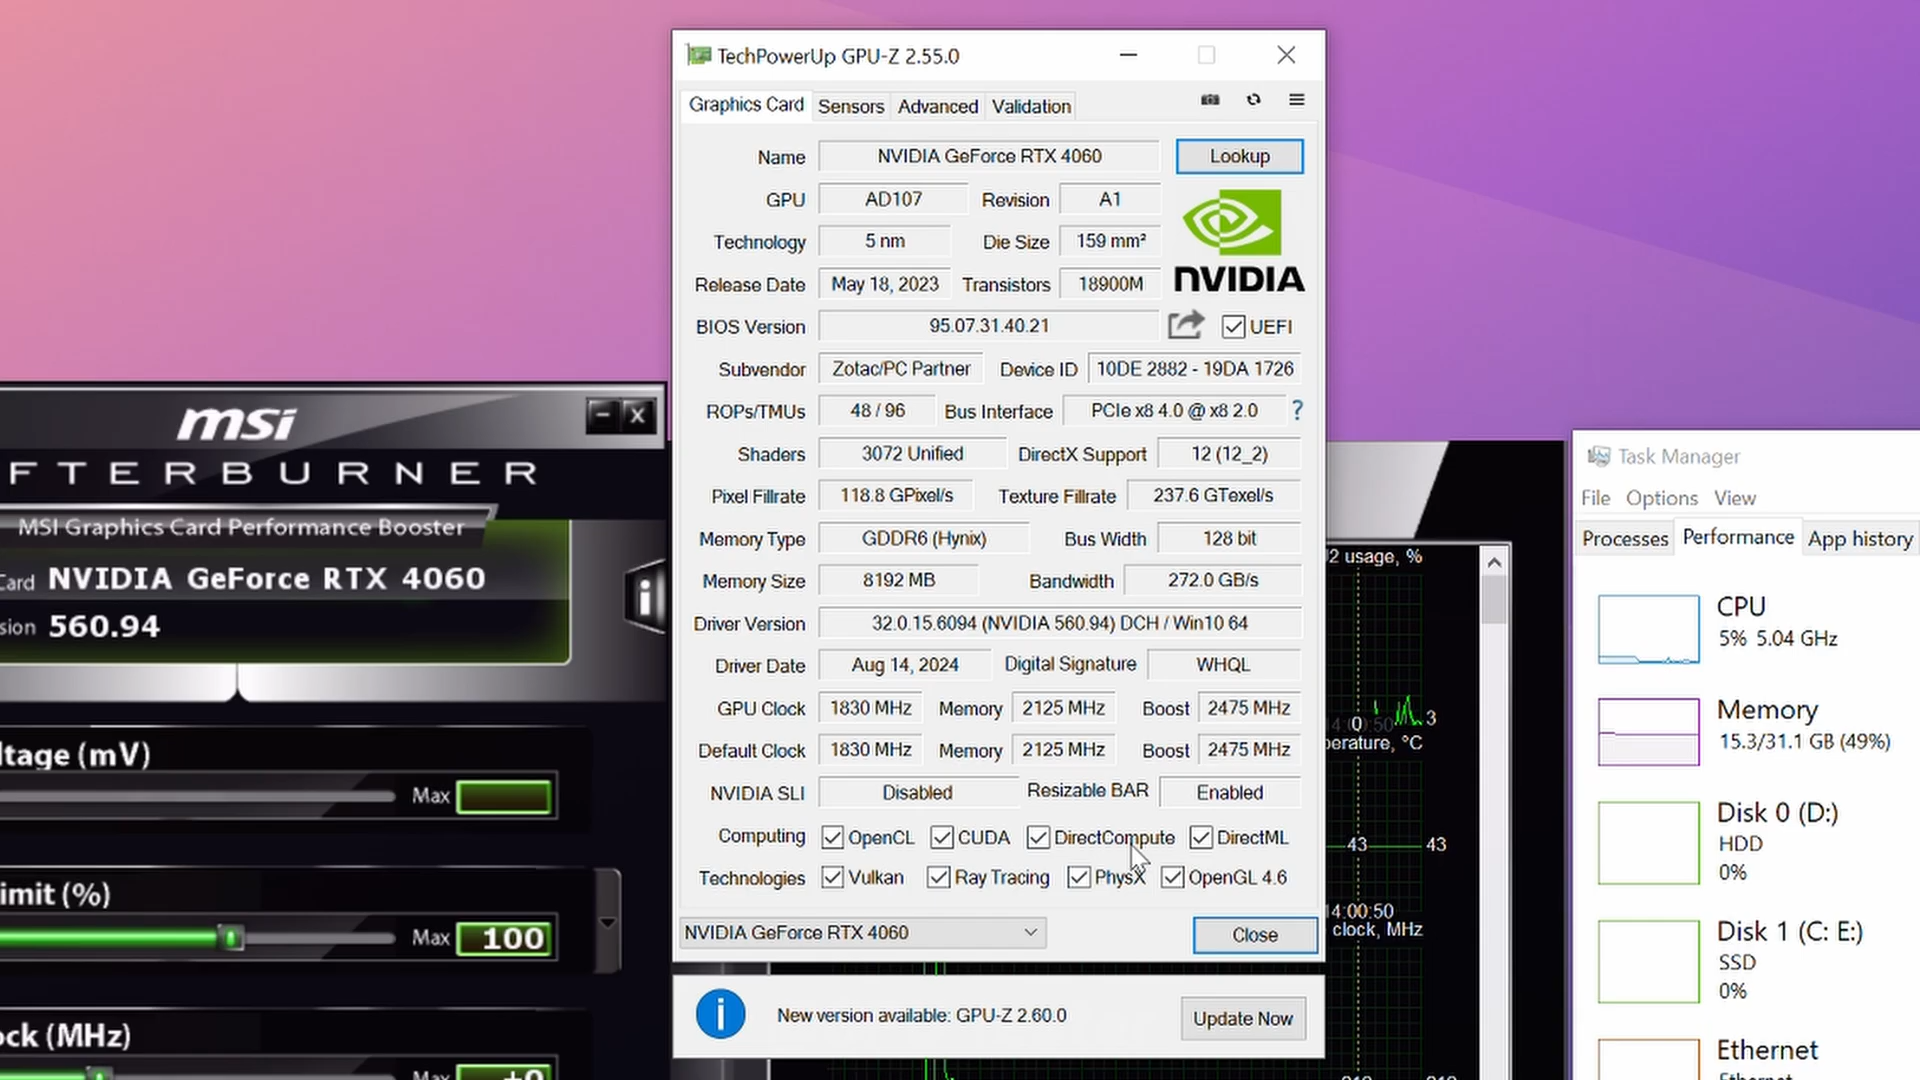 TechPowerUp GPU-Z 2.55.0
Graphics Card Sensors Advanced Validation
Name NVIDIA GeForce RTX 4060 Lookup
GPU AD107 Revision A1
Technology 5 nm Die Size 159 mm²
Release Date May 18, 2023 Transistors 18900M
NVIDIA
BIOS Version 95.07.31.40.21 UEFI
Subvendor Zotac/PC Partner Device ID 10DE 2882 - 19DA 1726
ROPs/TMUs 48 / 96 Bus Interface PCIe x8 4.0 @ x8 2.0 ?
Shaders 3072 Unified DirectX Support 12 (12_2)
Pixel Fillrate 118.8 GPixel/s Texture Fillrate 237.6 GTexel/s
Memory Type GDDR6 (Hynix) Bus Width 128 bit
Memory Size 8192 MB Bandwidth 272.0 GB/s
Driver Version 32.0.15.6094 (NVIDIA 560.94) DCH / Win10 64
Driver Date Aug 14, 2024 Digital Signature WHQL
GPU Clock 1830 MHz Memory 2125 MHz Boost 2475 MHz
Default Clock 1830 MHz Memory 2125 MHz Boost 2475 MHz
NVIDIA SLI Disabled Resizable BAR Enabled
Computing OpenCL CUDA DirectCompute DirectML
Technologies Vulkan Ray Tracing PhysX OpenGL 4.6
NVIDIA GeForce RTX 4060 Close
New version available: GPU-Z 2.60.0 Update Now
msi
FTERBURNER
MSI Graphics Card Performance Booster
Card NVIDIA GeForce RTX 4060
sion 560.94
ltage (mV)
Max
imit (%)
Max 100
ock (MHz)
Max +0
2 usage, %
14:00:50
0 3
perature, °C
43 43
14:00:50
clock, MHz
210 210
Task Manager
File Options View
Processes Performance App history
CPU
5% 5.04 GHz
Memory
15.3/31.1 GB (49%)
Disk 0 (D:)
HDD
0%
Disk 1 (C: E:)
SSD
0%
Ethernet
Ethernet